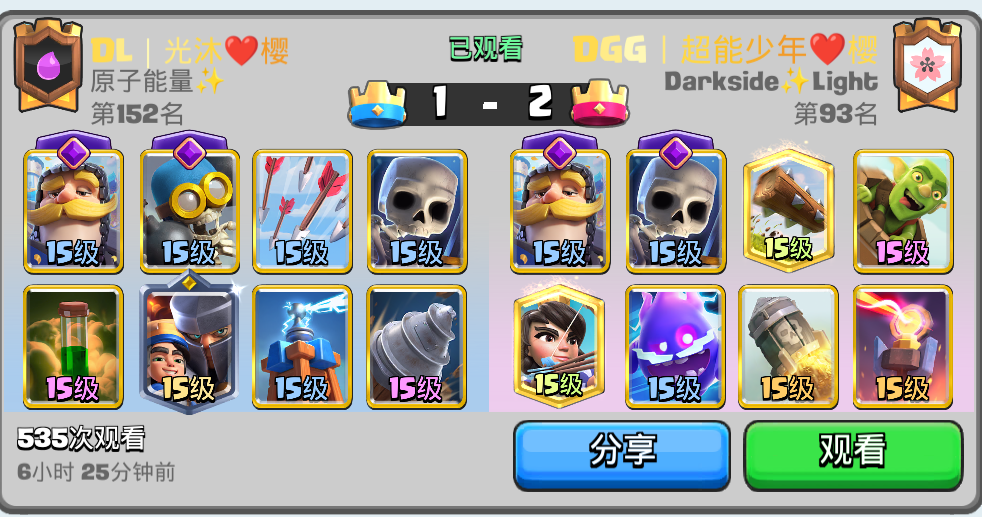 DL｜光沐❤️樱
原子能量✨
第152名
已观看
1 - 2
DGG｜超能少年❤️樱
Darkside✨Light
第93名
15级 15级 15级 15级 15级 15级 15级 15级
15级 15级 15级 15级 15级 15级 15级 15级
535次观看
6小时 25分钟前
分享
观看